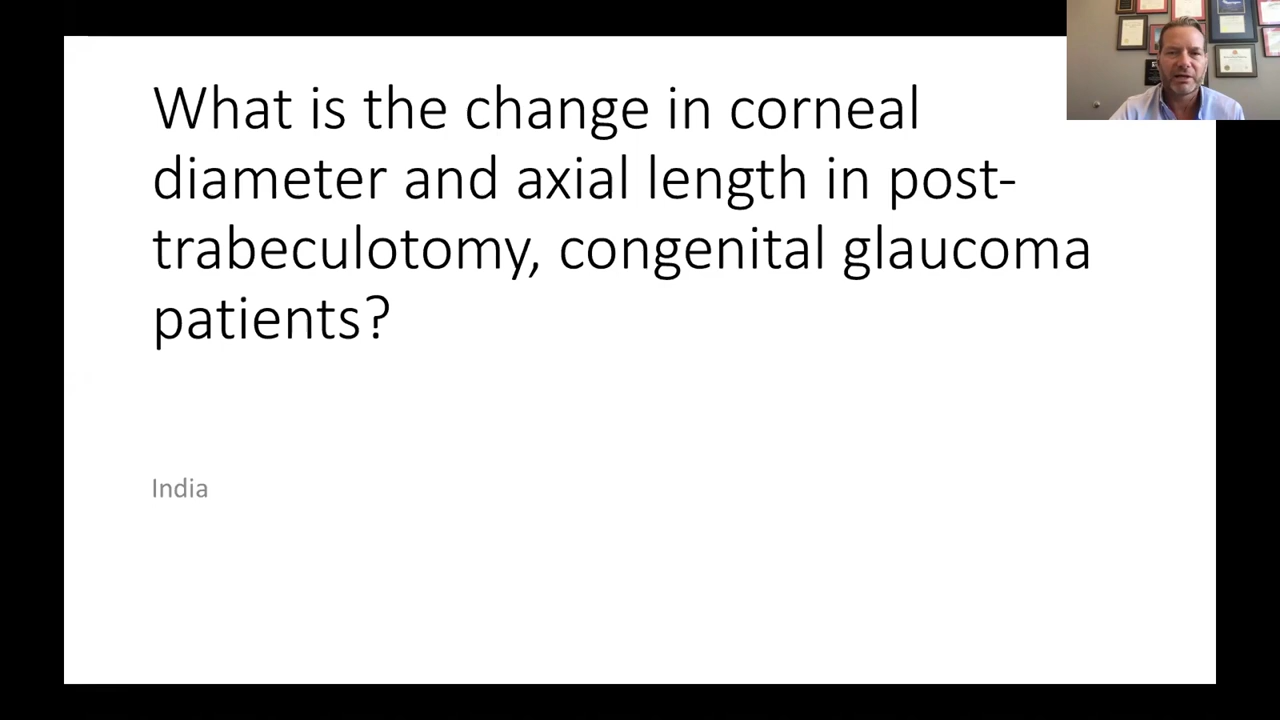 What is the change in corneal
diameter and axial length in post-
trabeculotomy, congenital glaucoma
patients?
India